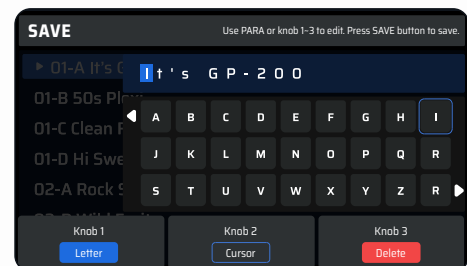 SAVE
Use PARA or knob 1-3 to edit. Press SAVE button to save.
01-A It's G
It's GP-200
01-B 50s Ple
01-C Clean
01-D Hi Swe
02-A Rock
A B C D E F G H I
J K L M N O P Q R
S T U V W X Y Z R
Knob 1
Knob 2
Knob 3
Letter
Cursor
Delete